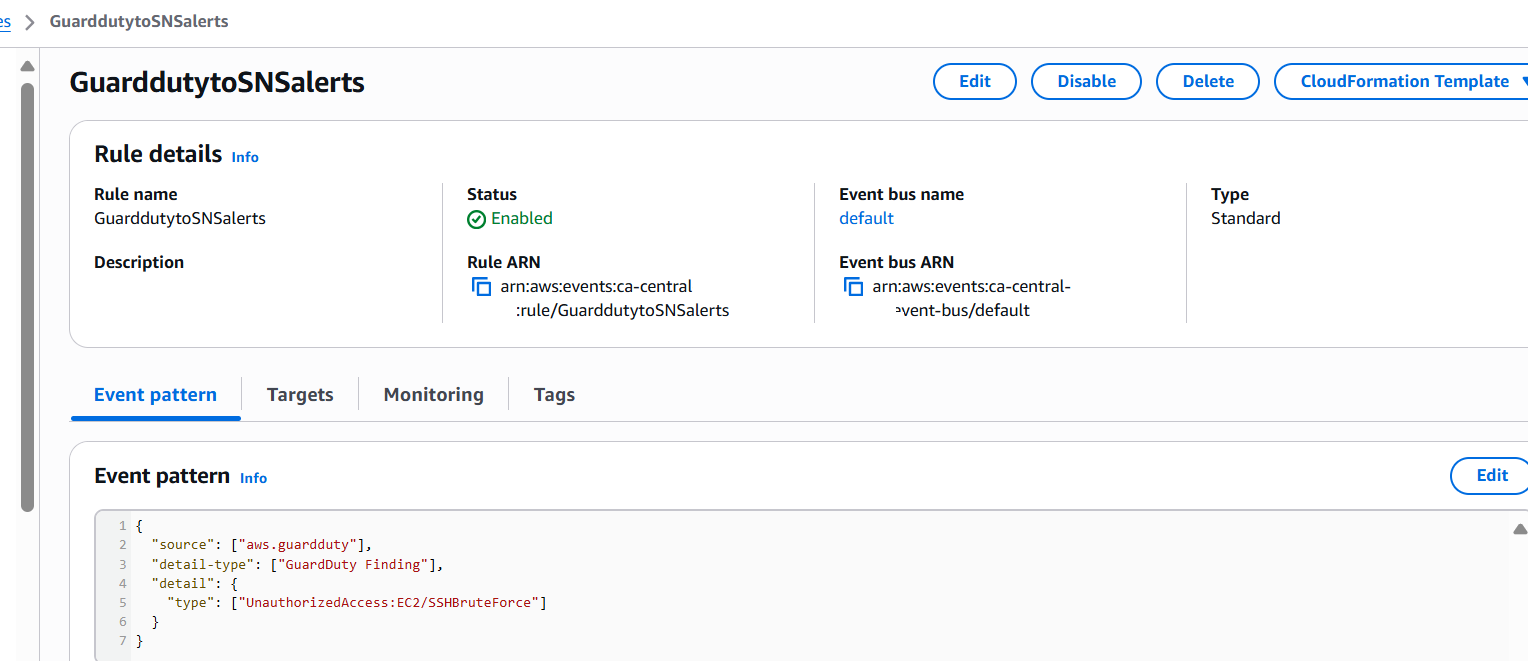 es > GuarddutytoSNSalerts
GuarddutytoSNSalerts
Edit
Disable
Delete
CloudFormation Template
Rule details Info
Rule name
GuarddutytoSNSalerts
Status
Enabled
Event bus name
default
Type
Standard
Description
Rule ARN
arn:aws:events:ca-central
:rule/GuarddutytoSNSalerts
Event bus ARN
arn:aws:events:ca-central-
event-bus/default
Event pattern
Targets
Monitoring
Tags
Event pattern Info
Edit
1 {
2 "source": ["aws.guardduty"],
3 "detail-type": ["GuardDuty Finding"],
4 "detail": {
5 "type": ["UnauthorizedAccess:EC2/SSHBruteForce"]
6 }
7 }